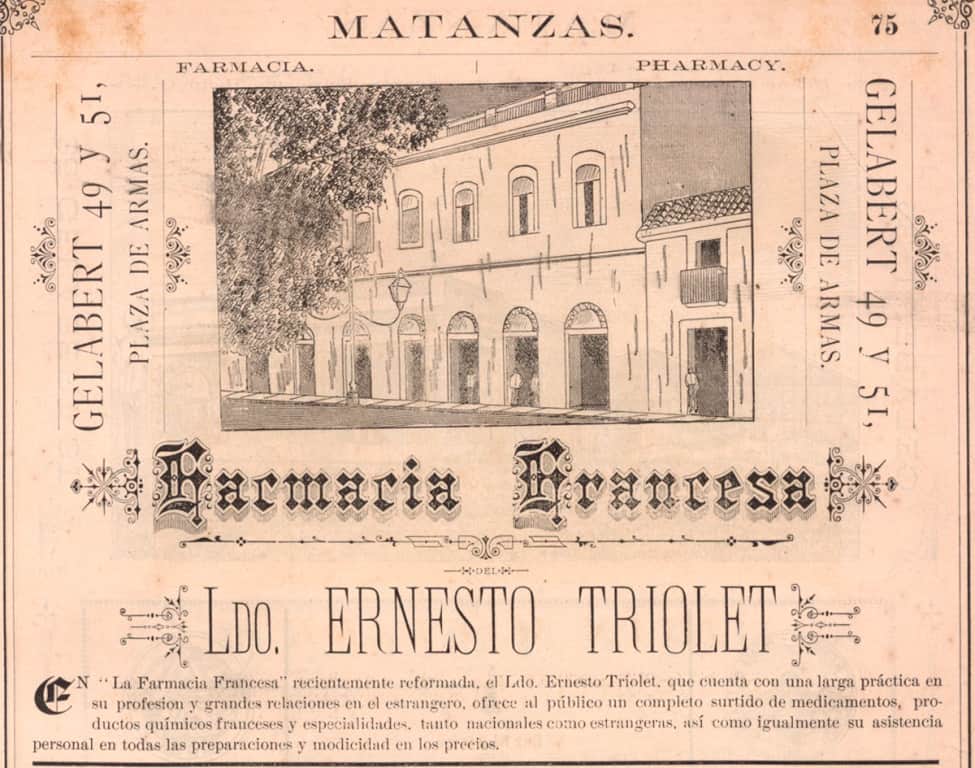 MATANZAS.
75
FARMACIA.
PHARMACY.
GELABERT 49 y 51,
PLAZA DE ARMAS.
PLAZA DE ARMAS.
GELABERT 49 y 51,
Farmacia Francesa
DEL
LDO. ERNESTO TRIOLET
EN "La Farmacia Francesa" recientemente reformada, el Ldo. Ernesto Triolet, que cuenta con una larga práctica en
su profesion y grandes relaciones en el estrangero, ofrece al público un completo surtido de medicamentos, pro-
ductos químicos franceses y especialidades, tanto nacionales como estrangeras, así como igualmente su asistencia
personal en todas las preparaciones y modicidad en los precios.